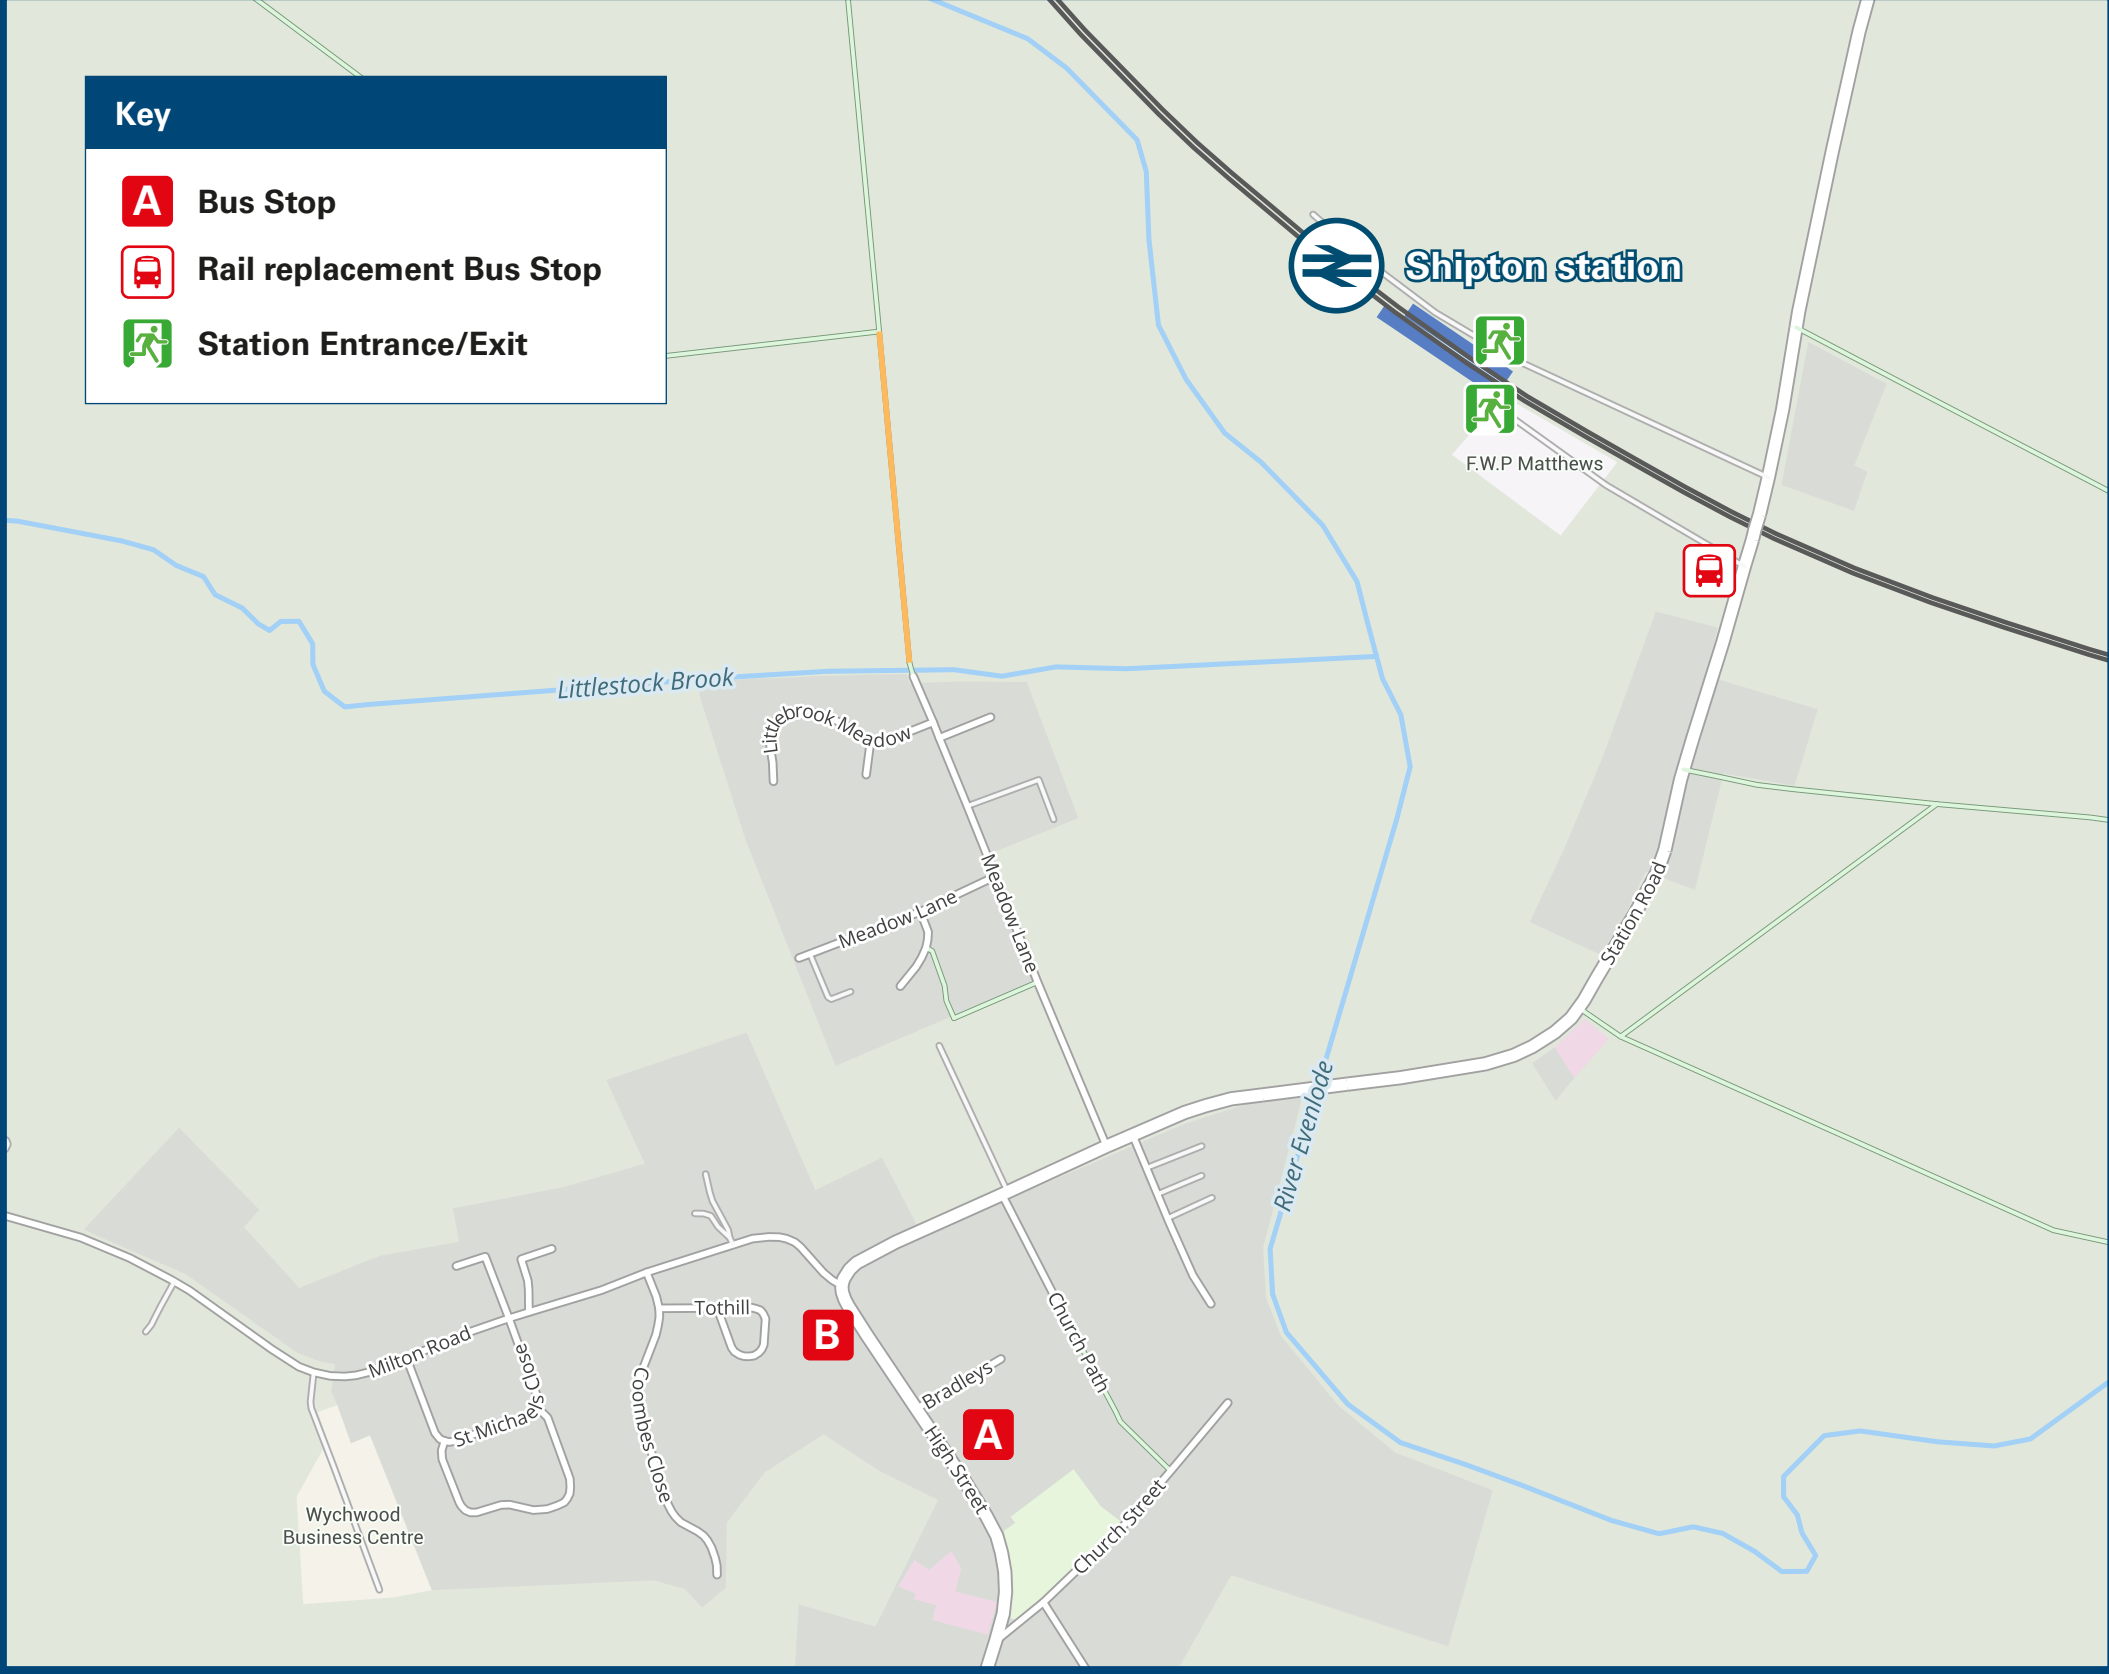 Key
A
Bus Stop
Rail replacement Bus Stop
Station Entrance/Exit
Shipton station
F.W.P Matthews
Littlestock Brook
Littlebrook Meadow
Meadow Lane
Meadow Lane
Station Road
River Evenlode
Church Path
Tothill
B
Milton Road
St Michaels Close
Coombes Close
Bradleys
A
High Street
Church Street
Wychwood
Business Centre